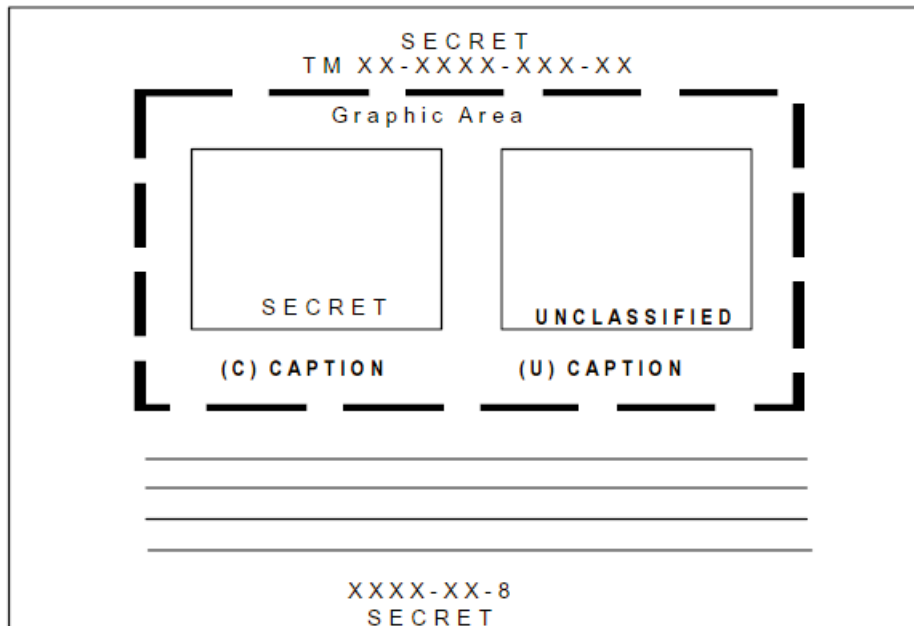 SECRET
TM XX-XXXX-XXX-XX
Graphic Area
SECRET
UNCLASSIFIED
(C) CAPTION
(U) CAPTION
XXXX-XX-8
SECRET